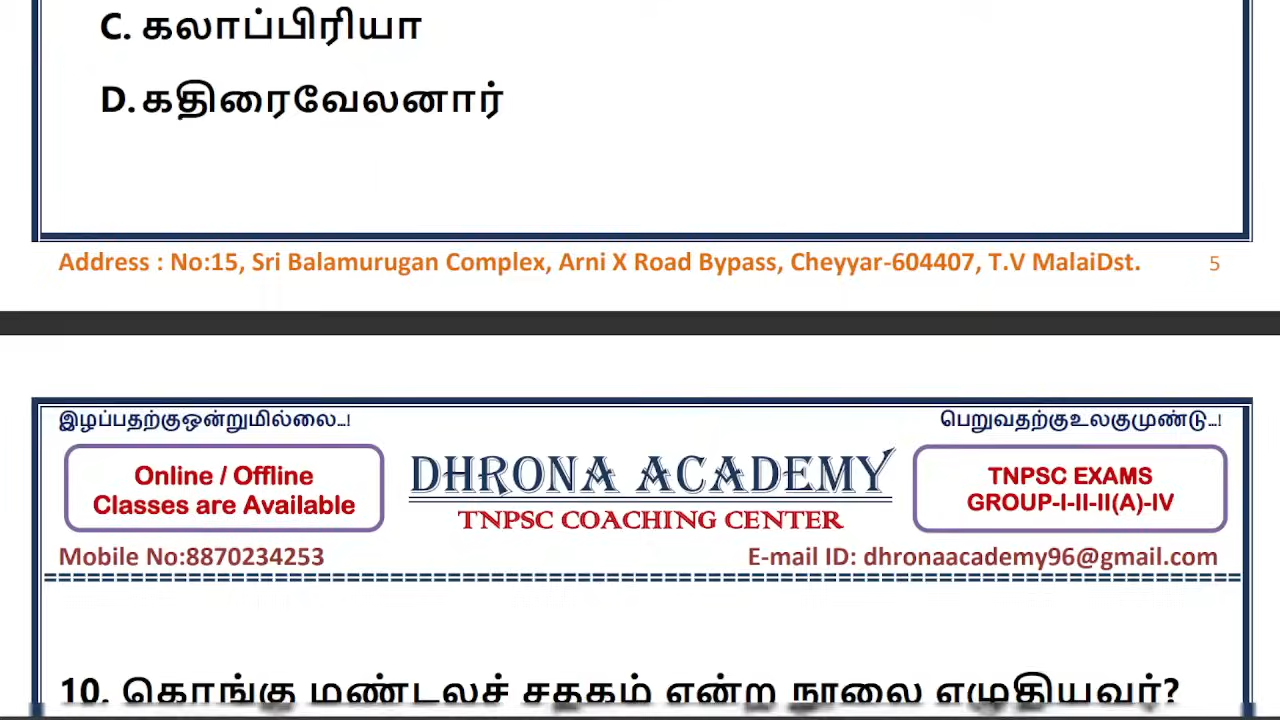 C. கலாப்பிரியா
D. கதிரைவேலனார்
Address : No:15, Sri Balamurugan Complex, Arni X Road Bypass, Cheyyar-604407, T.V MalaiDst. 5
இழப்பதற்குஒன்றுமில்லை...! பெறுவதற்குஉலகுமுண்டு...!
Online / Offline
Classes are Available
DHRONA ACADEMY
TNPSC COACHING CENTER
TNPSC EXAMS
GROUP-I-II-II(A)-IV
Mobile No:8870234253 E-mail ID: dhronaacademy96@gmail.com
10. கொங்கு மண்டலச் சதகம் என்ற நூலை எழுதியவர்?